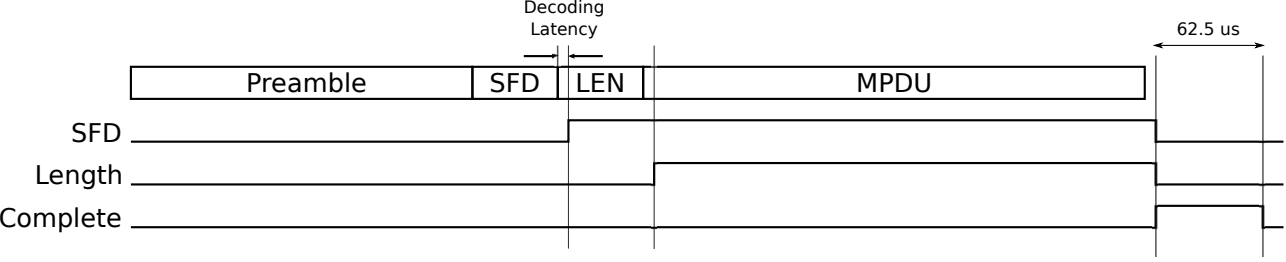 Decoding
Latency
62.5 us
Preamble
SFD
LEN
MPDU
SFD
Length
Complete